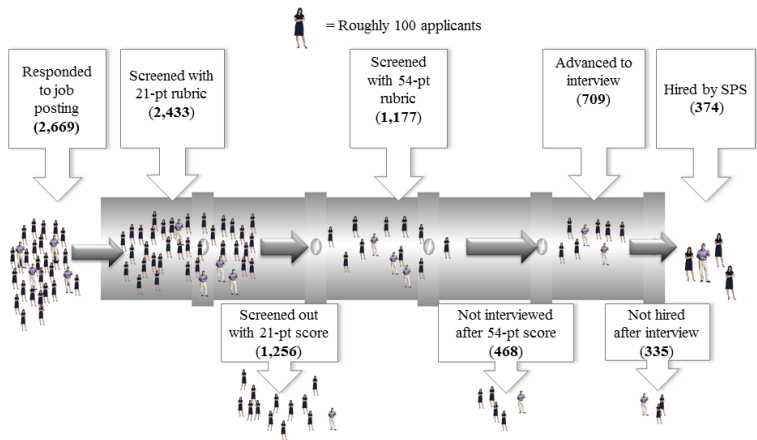 = Roughly 100 applicants
Responded
to job
posting
(2,669)
Screened with
21-pt rubric
(2,433)
Screened
with 54-pt
rubric
(1,177)
Advanced to
interview
(709)
Hired by SPS
(374)
Screened out
with 21-pt score
(1,256)
Not interviewed
after 54-pt score
(468)
Not hired
after interview
(335)